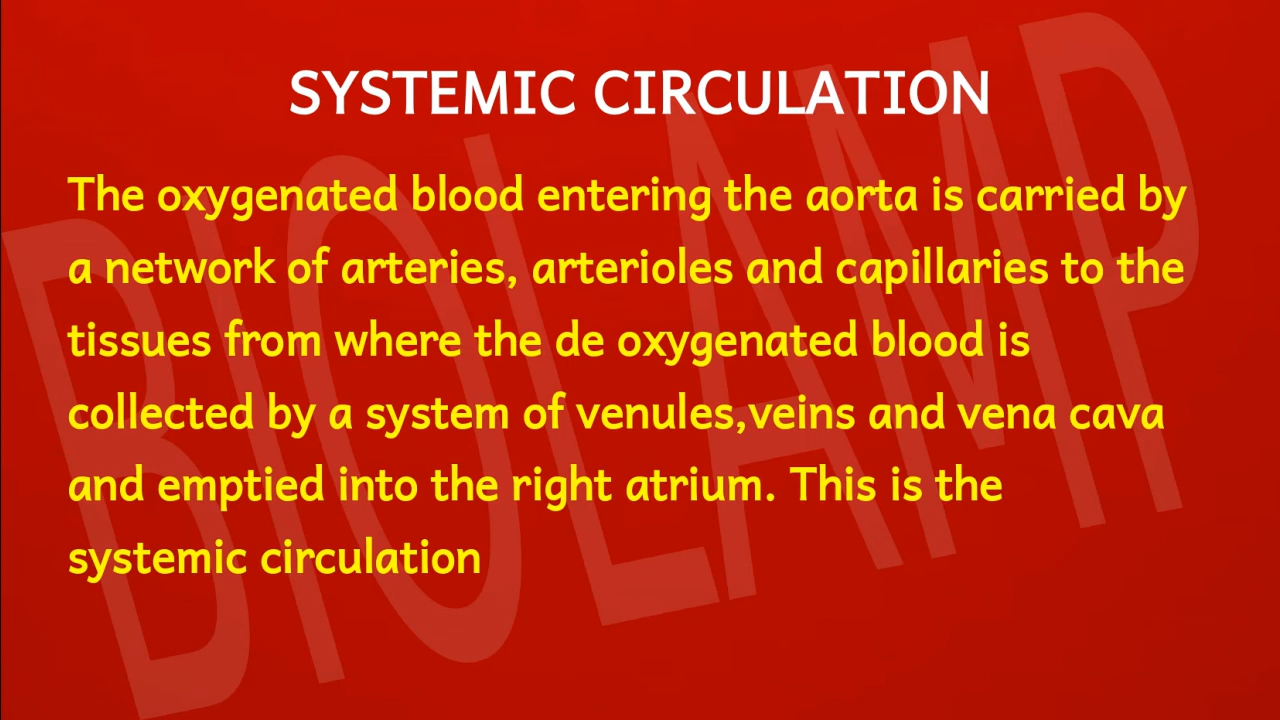 SYSTEMIC CIRCULATION
The oxygenated blood entering the aorta is carried by
a network of arteries, arterioles and capillaries to the
tissues from where the de oxygenated blood is
collected by a system of venules,veins and vena cava
and emptied into the right atrium. This is the
systemic circulation
BIOLAMP